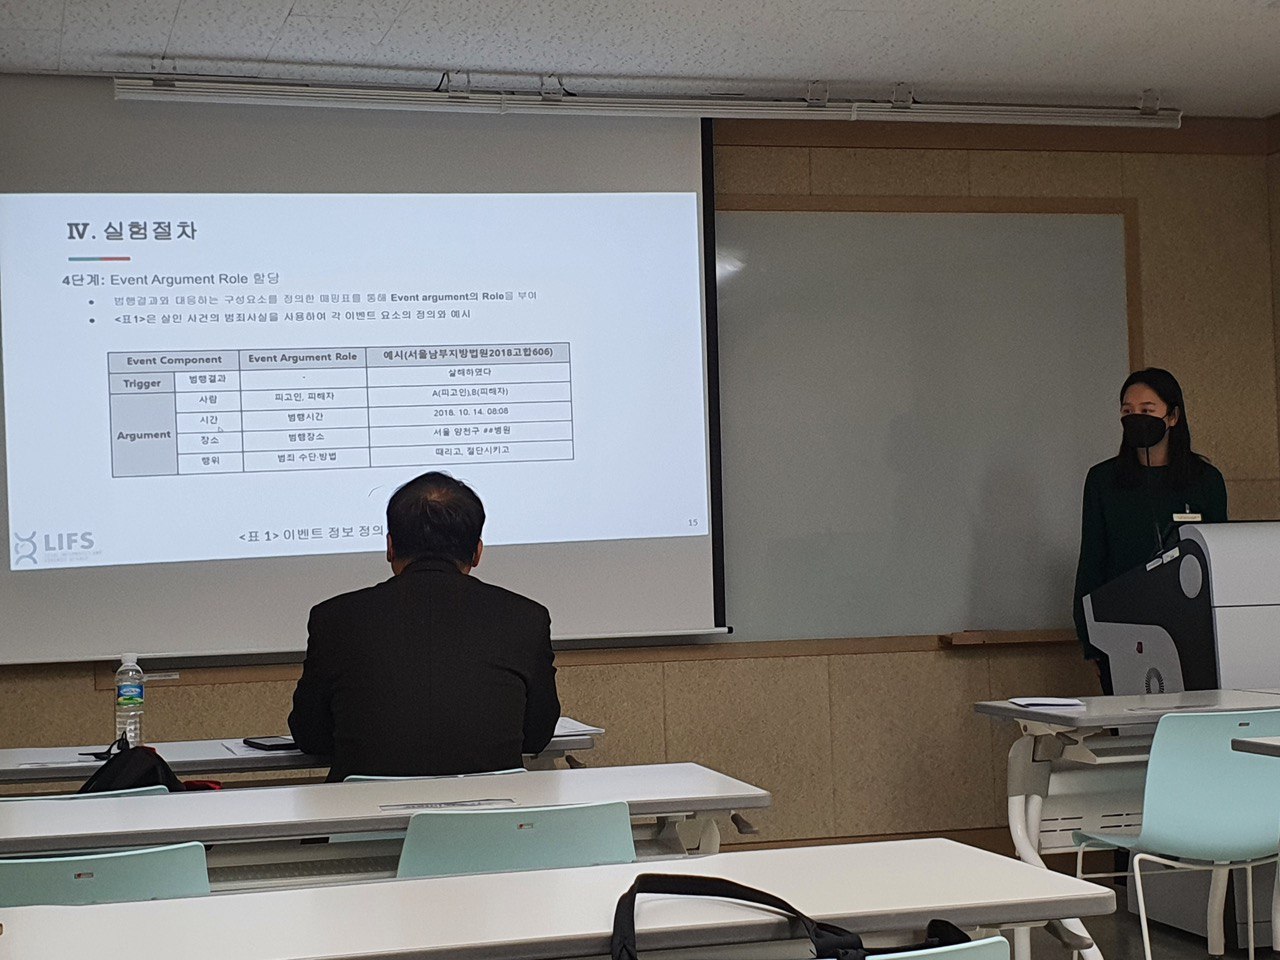 Ⅳ. 실험절차
4단계: Event Argument Role 할당
• 범행결과와 대응하는 구성요소를 정의한 매핑표를 통해 Event argument의 Role을 부여
• <표1>은 살인 사건의 범죄사실을 사용하여 각 이벤트 요소의 정의와 예시
Event Component Event Argument Role 예시(서울남부지방법원2018고합606)
Trigger 범행결과 - 살해하였다
Argument
사람 피고인, 피해자 A(피고인),B(피해자)
시간 범행시간 2018. 10. 14. 08:08
장소 범행장소 서울 양천구 ##병원
행위 범죄 수단·방법 때리고, 절단시키고
<표 1> 이벤트 정보 정의
15
LIFS